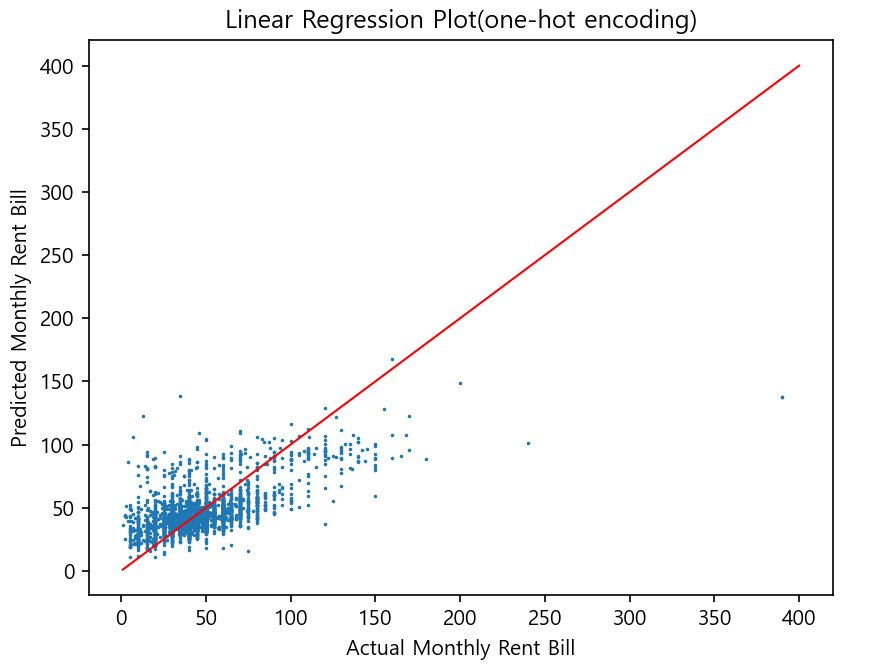 Linear Regression Plot(one-hot encoding)
400
350
300
250
200
150
100
50
0
Predicted Monthly Rent Bill
0 50 100 150 200 250 300 350 400
Actual Monthly Rent Bill